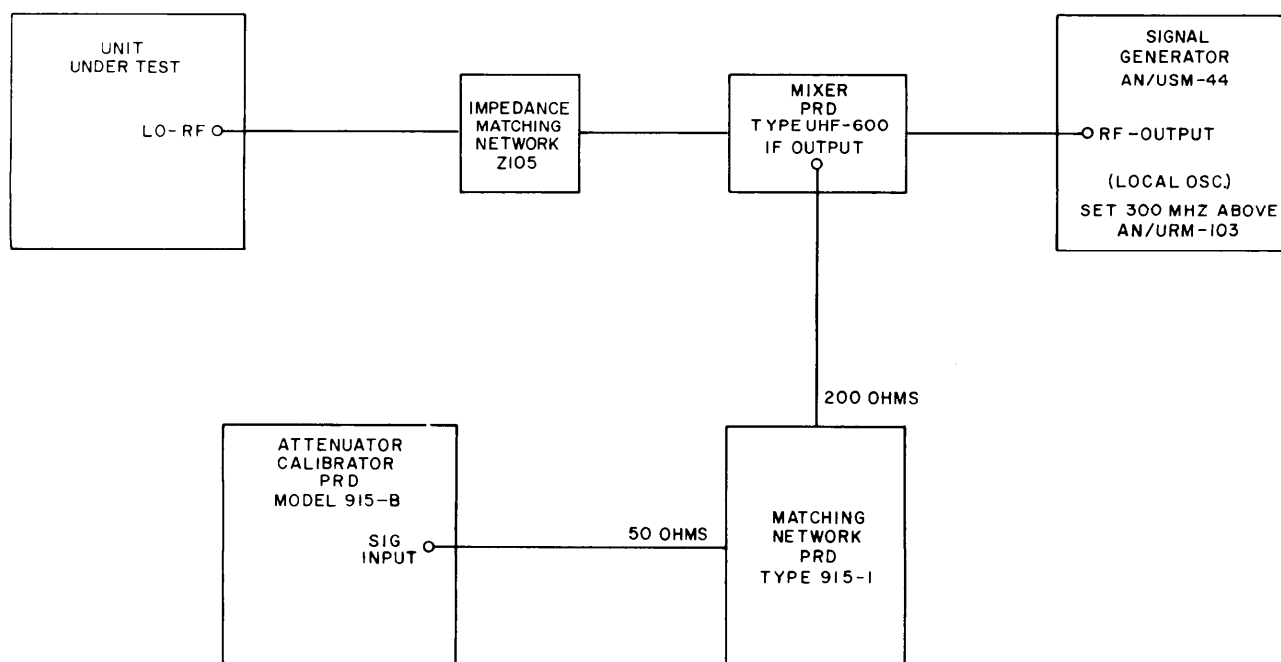 UNIT
UNDER TEST
LO-RF
IMPEDANCE
MATCHING
NETWORK
Z105
MIXER
PRD
TYPE UHF-600
IF OUTPUT
SIGNAL
GENERATOR
AN/USM-44
RF-OUTPUT
(LOCAL OSC.)
SET 300 MHZ ABOVE
AN/URM-103
200 OHMS
ATTENUATOR
CALIBRATOR
PRD
MODEL 915-B
SIG
INPUT
50 OHMS
MATCHING
NETWORK
PRD
TYPE 915-1